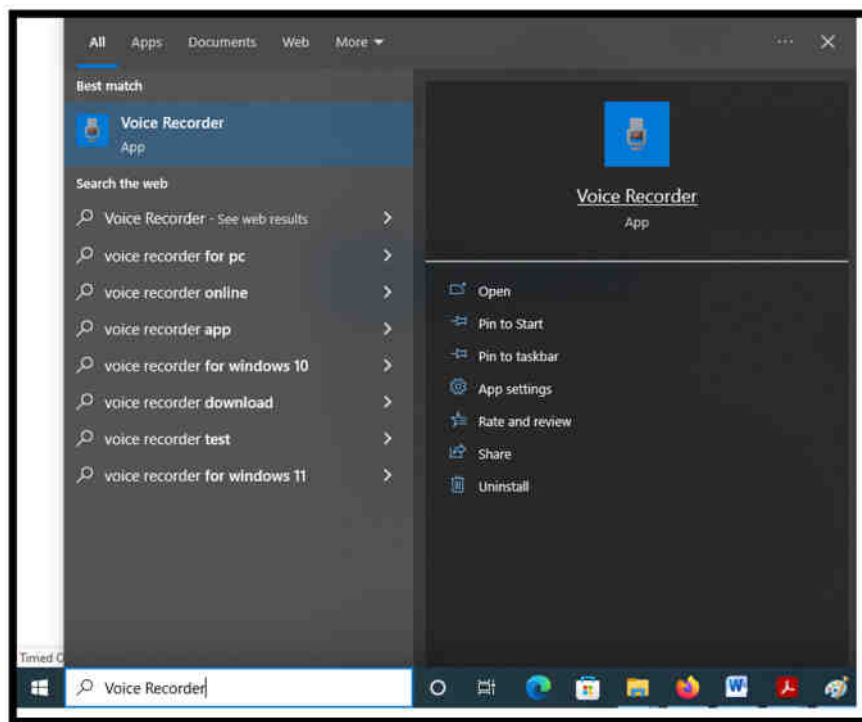 All Apps Documents Web More
Best match
Voice Recorder
App
Search the web
Voice Recorder - See web results
voice recorder for pc
voice recorder online
voice recorder app
voice recorder for windows 10
voice recorder download
voice recorder test
voice recorder for windows 11
Voice Recorder
App
Open
Pin to Start
Pin to taskbar
App settings
Rate and review
Share
Uninstall
Timed
Voice Recorder
W